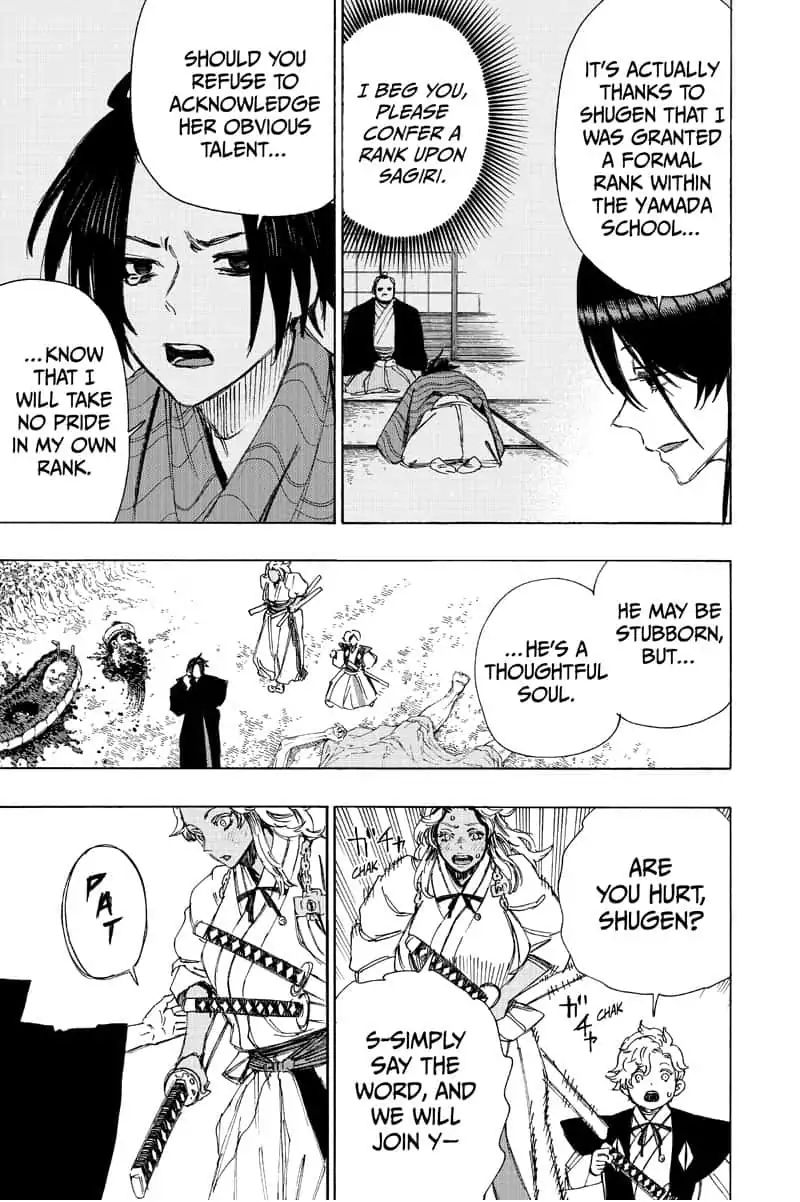 IT'S ACTUALLY
THANKS TO
SHUGEN THAT I
WAS GRANTED
A FORMAL
RANK WITHIN
THE YAMADA
SCHOOL...
I BEG YOU,
PLEASE
CONFER A
RANK UPON
SAGIRI.
SHOULD YOU
REFUSE TO
ACKNOWLEDGE
HER OBVIOUS
TALENT...
...KNOW
THAT I
WILL TAKE
NO PRIDE
IN MY OWN
RANK.
HE MAY BE
STUBBORN,
BUT...
...HE'S A
THOUGHTFUL
SOUL.
ARE
YOU HURT,
SHUGEN?
ガチャ
CHAK
ガチャ
CHAK
S-SIMPLY
SAY THE
WORD, AND
WE WILL
JOIN Y—
PAT